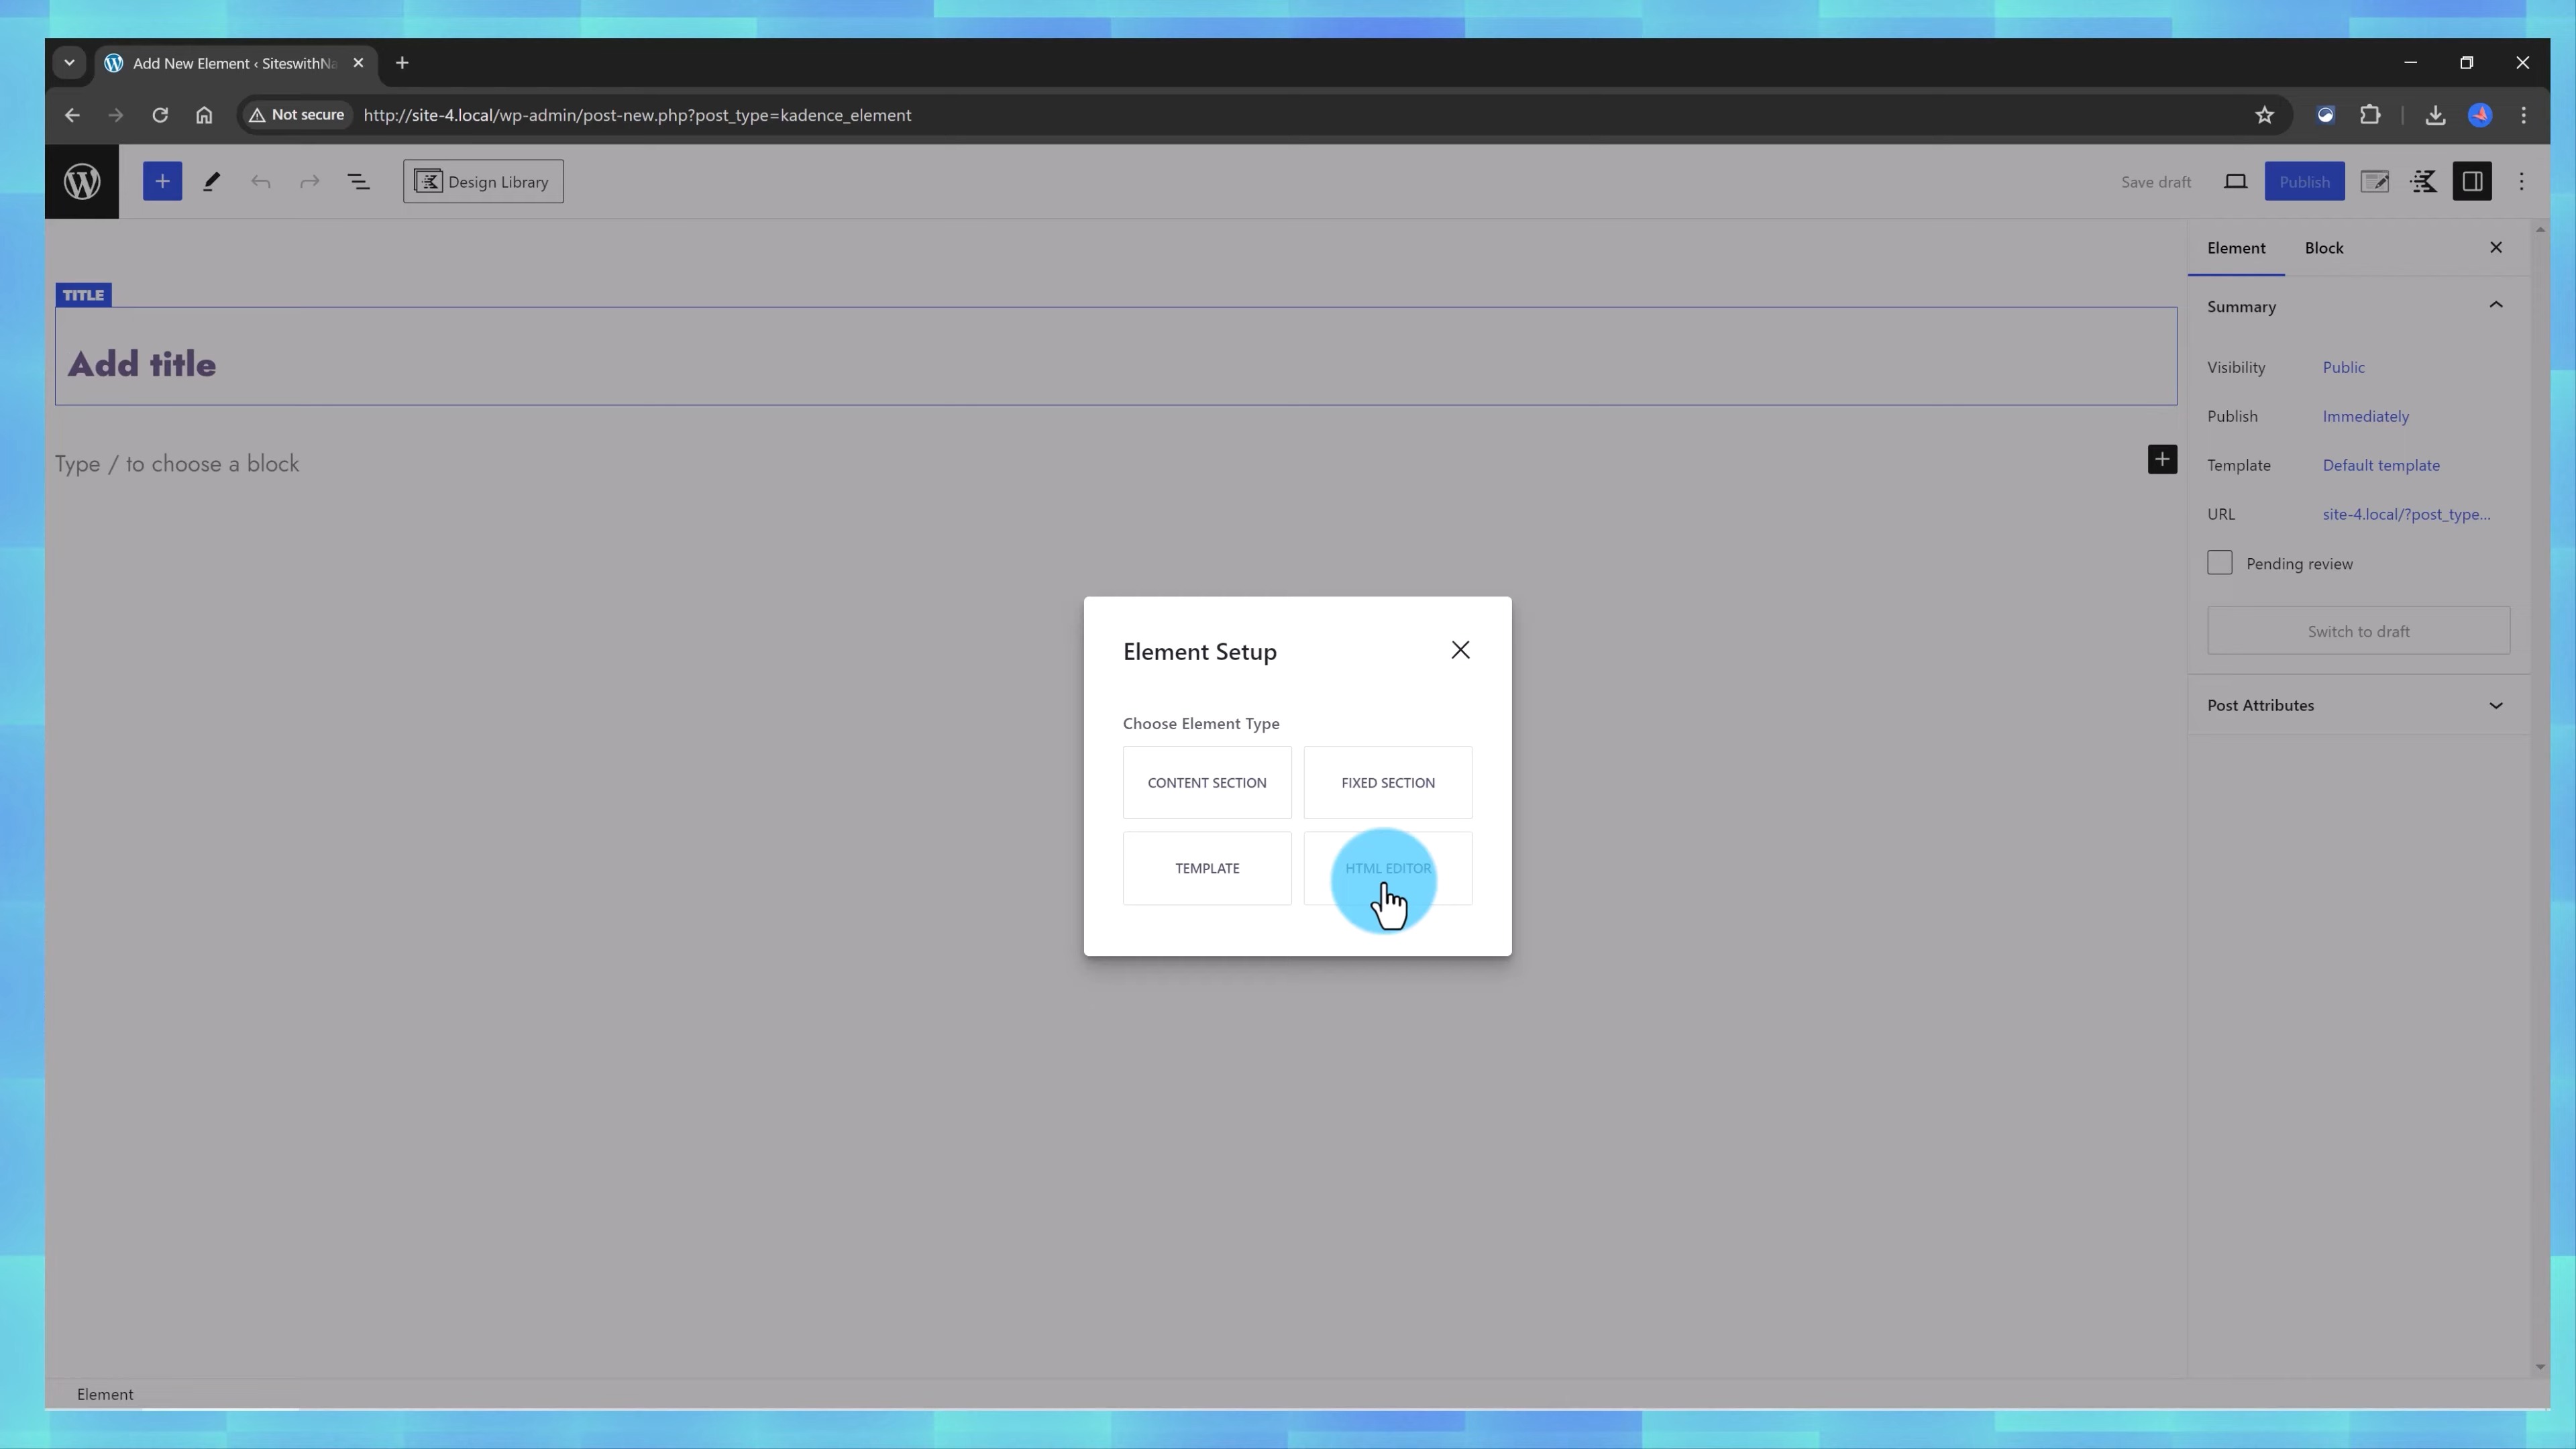 Add New Element ‹ SiteswithNa
Not secure
http://site-4.local/wp-admin/post-new.php?post_type=kadence_element
Design Library
Save draft
Publish
Element
Block
Summary
TITLE
Add title
Visibility
Public
Publish
Immediately
Type / to choose a block
Template
Default template
URL
site-4.local/?post_type...
Pending review
Switch to draft
Element Setup
Post Attributes
Choose Element Type
CONTENT SECTION
FIXED SECTION
TEMPLATE
HTML EDITOR
Element